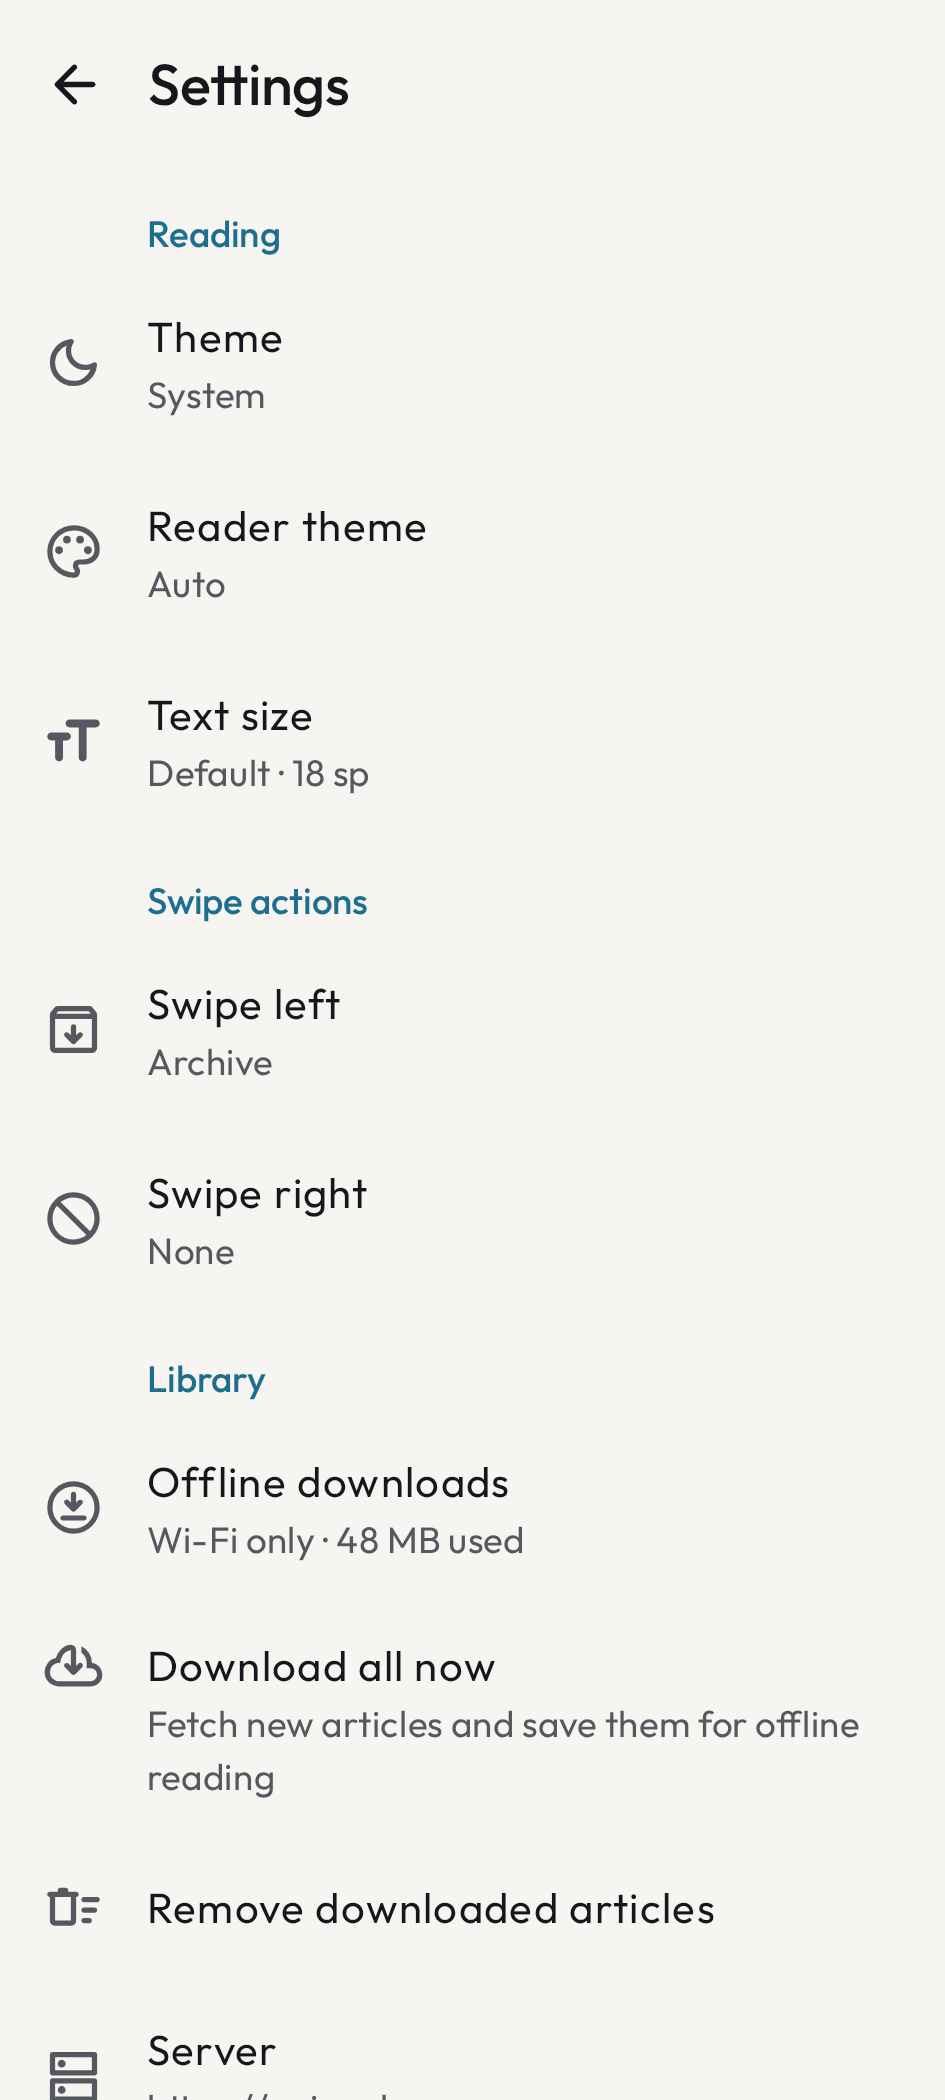 Settings
Reading
Theme
System
Reader theme
Auto
Text size
Default · 18 sp
Swipe actions
Swipe left
Archive
Swipe right
None
Library
Offline downloads
Wi-Fi only · 48 MB used
Download all now
Fetch new articles and save them for offline
reading
Remove downloaded articles
Server